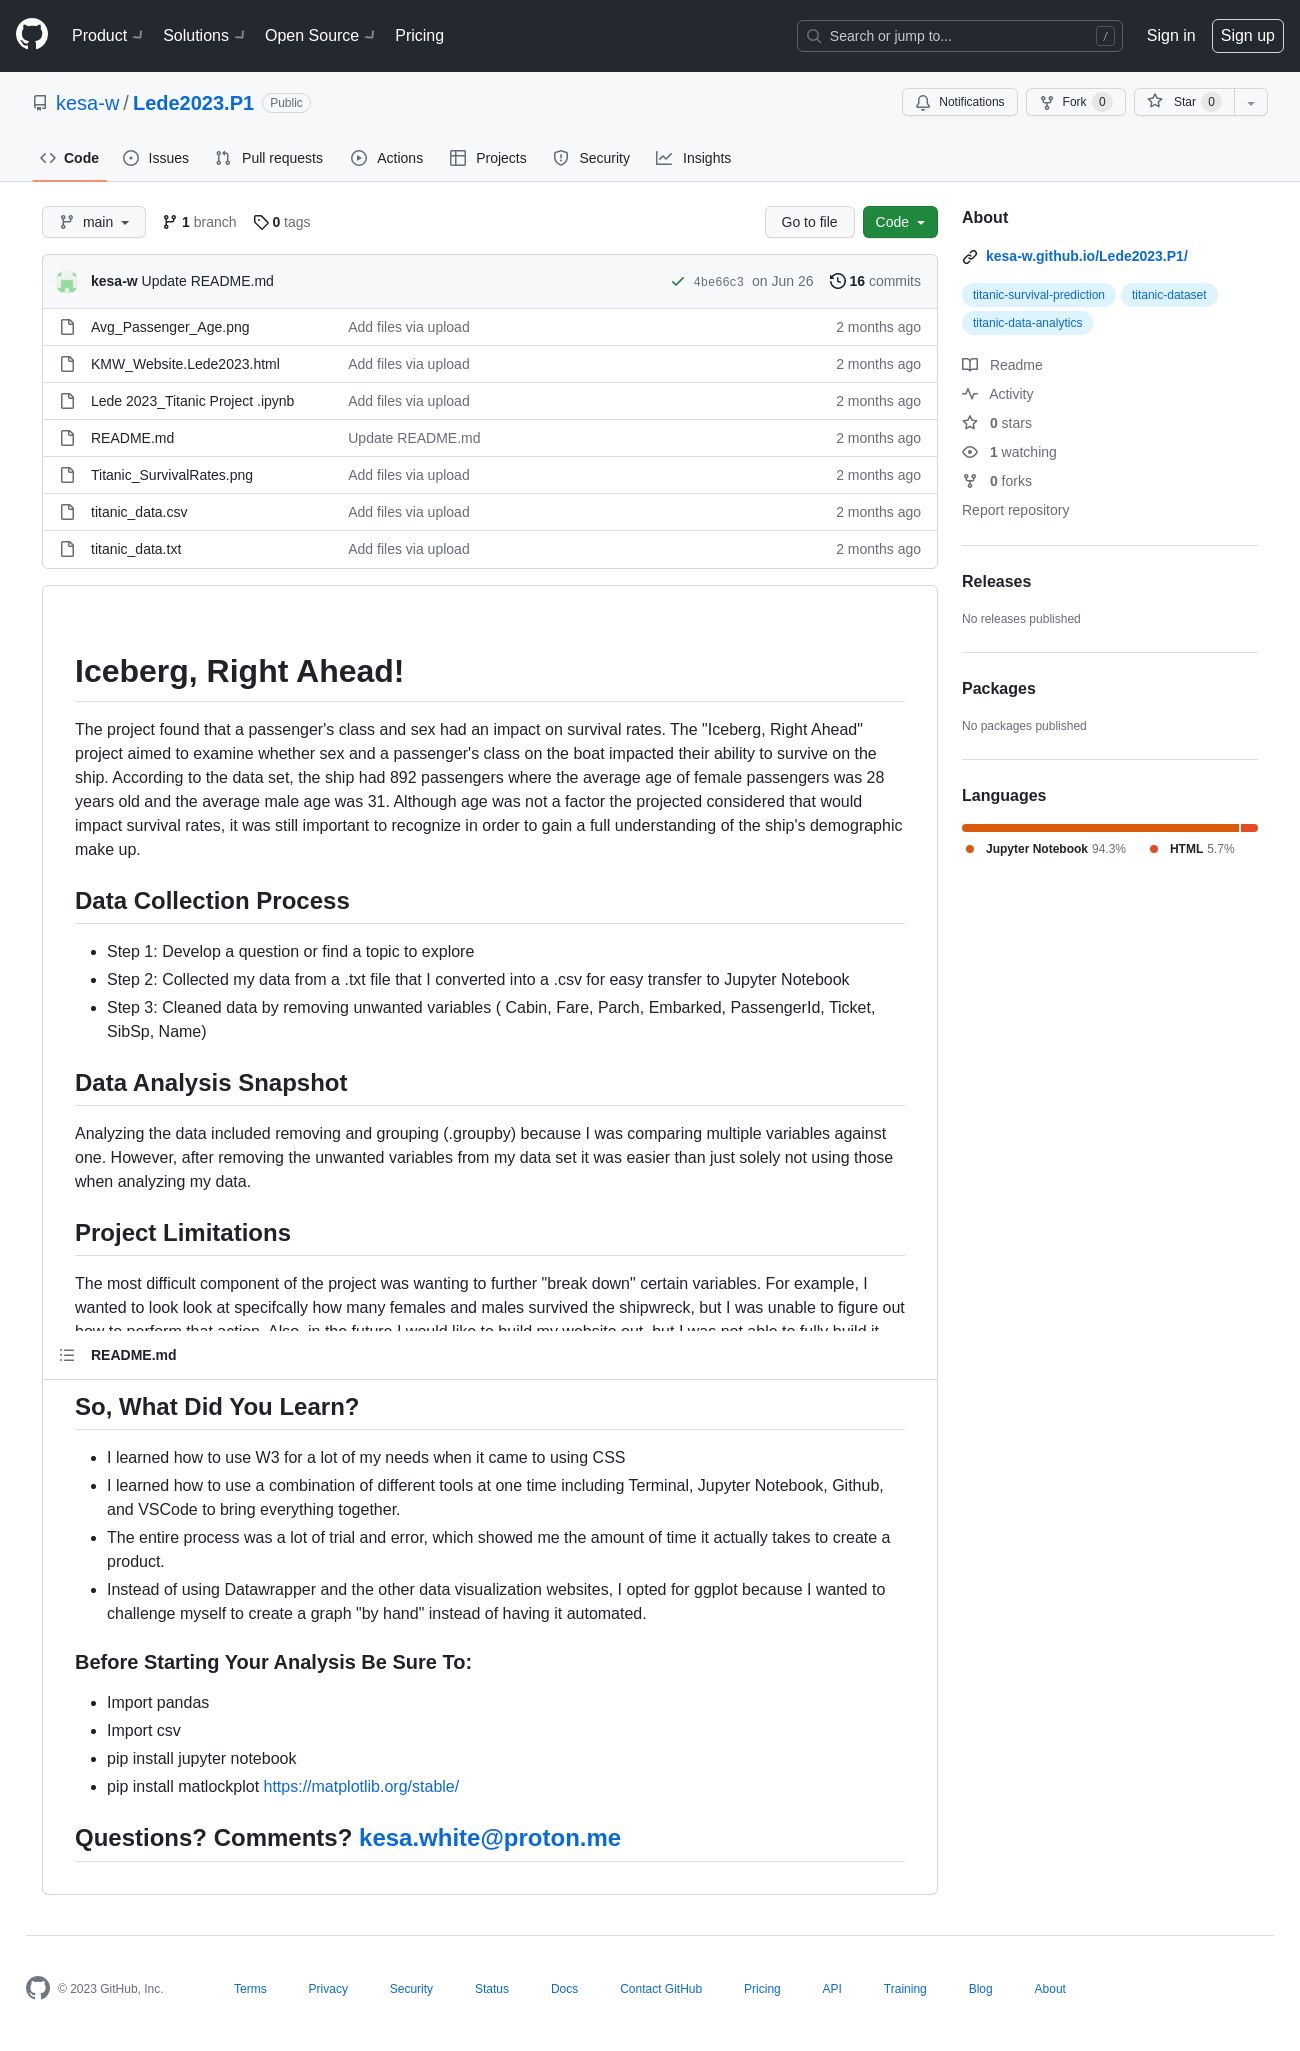 Product Solutions Open Source Pricing Search or jump to... / Sign in Sign up
kesa-w / Lede2023.P1 Public Notifications Fork 0 Star 0
Code Issues Pull requests Actions Projects Security Insights
main 1 branch 0 tags Go to file Code
kesa-w Update README.md 4be66c3 on Jun 26 16 commits
Avg_Passenger_Age.png Add files via upload 2 months ago
KMW_Website.Lede2023.html Add files via upload 2 months ago
Lede 2023_Titanic Project .ipynb Add files via upload 2 months ago
README.md Update README.md 2 months ago
Titanic_SurvivalRates.png Add files via upload 2 months ago
titanic_data.csv Add files via upload 2 months ago
titanic_data.txt Add files via upload 2 months ago
Iceberg, Right Ahead!
The project found that a passenger's class and sex had an impact on survival rates. The "Iceberg, Right Ahead"
project aimed to examine whether sex and a passenger's class on the boat impacted their ability to survive on the
ship. According to the data set, the ship had 892 passengers where the average age of female passengers was 28
years old and the average male age was 31. Although age was not a factor the projected considered that would
impact survival rates, it was still important to recognize in order to gain a full understanding of the ship's demographic
make up.
Data Collection Process
Step 1: Develop a question or find a topic to explore
Step 2: Collected my data from a .txt file that I converted into a .csv for easy transfer to Jupyter Notebook
Step 3: Cleaned data by removing unwanted variables ( Cabin, Fare, Parch, Embarked, PassengerId, Ticket,
SibSp, Name)
Data Analysis Snapshot
Analyzing the data included removing and grouping (.groupby) because I was comparing multiple variables against
one. However, after removing the unwanted variables from my data set it was easier than just solely not using those
when analyzing my data.
Project Limitations
The most difficult component of the project was wanting to further "break down" certain variables. For example, I
wanted to look look at specifcally how many females and males survived the shipwreck, but I was unable to figure out
how to perform that action. Also, in the future I would like to build my website out, but I was not able to fully build it
README.md
So, What Did You Learn?
I learned how to use W3 for a lot of my needs when it came to using CSS
I learned how to use a combination of different tools at one time including Terminal, Jupyter Notebook, Github,
and VSCode to bring everything together.
The entire process was a lot of trial and error, which showed me the amount of time it actually takes to create a
product.
Instead of using Datawrapper and the other data visualization websites, I opted for ggplot because I wanted to
challenge myself to create a graph "by hand" instead of having it automated.
Before Starting Your Analysis Be Sure To:
Import pandas
Import csv
pip install jupyter notebook
pip install matlockplot https://matplotlib.org/stable/
Questions? Comments? kesa.white@proton.me
About
kesa-w.github.io/Lede2023.P1/
titanic-survival-prediction titanic-dataset
titanic-data-analytics
Readme
Activity
0 stars
1 watching
0 forks
Report repository
Releases
No releases published
Packages
No packages published
Languages
Jupyter Notebook 94.3% HTML 5.7%
© 2023 GitHub, Inc. Terms Privacy Security Status Docs Contact GitHub Pricing API Training Blog About